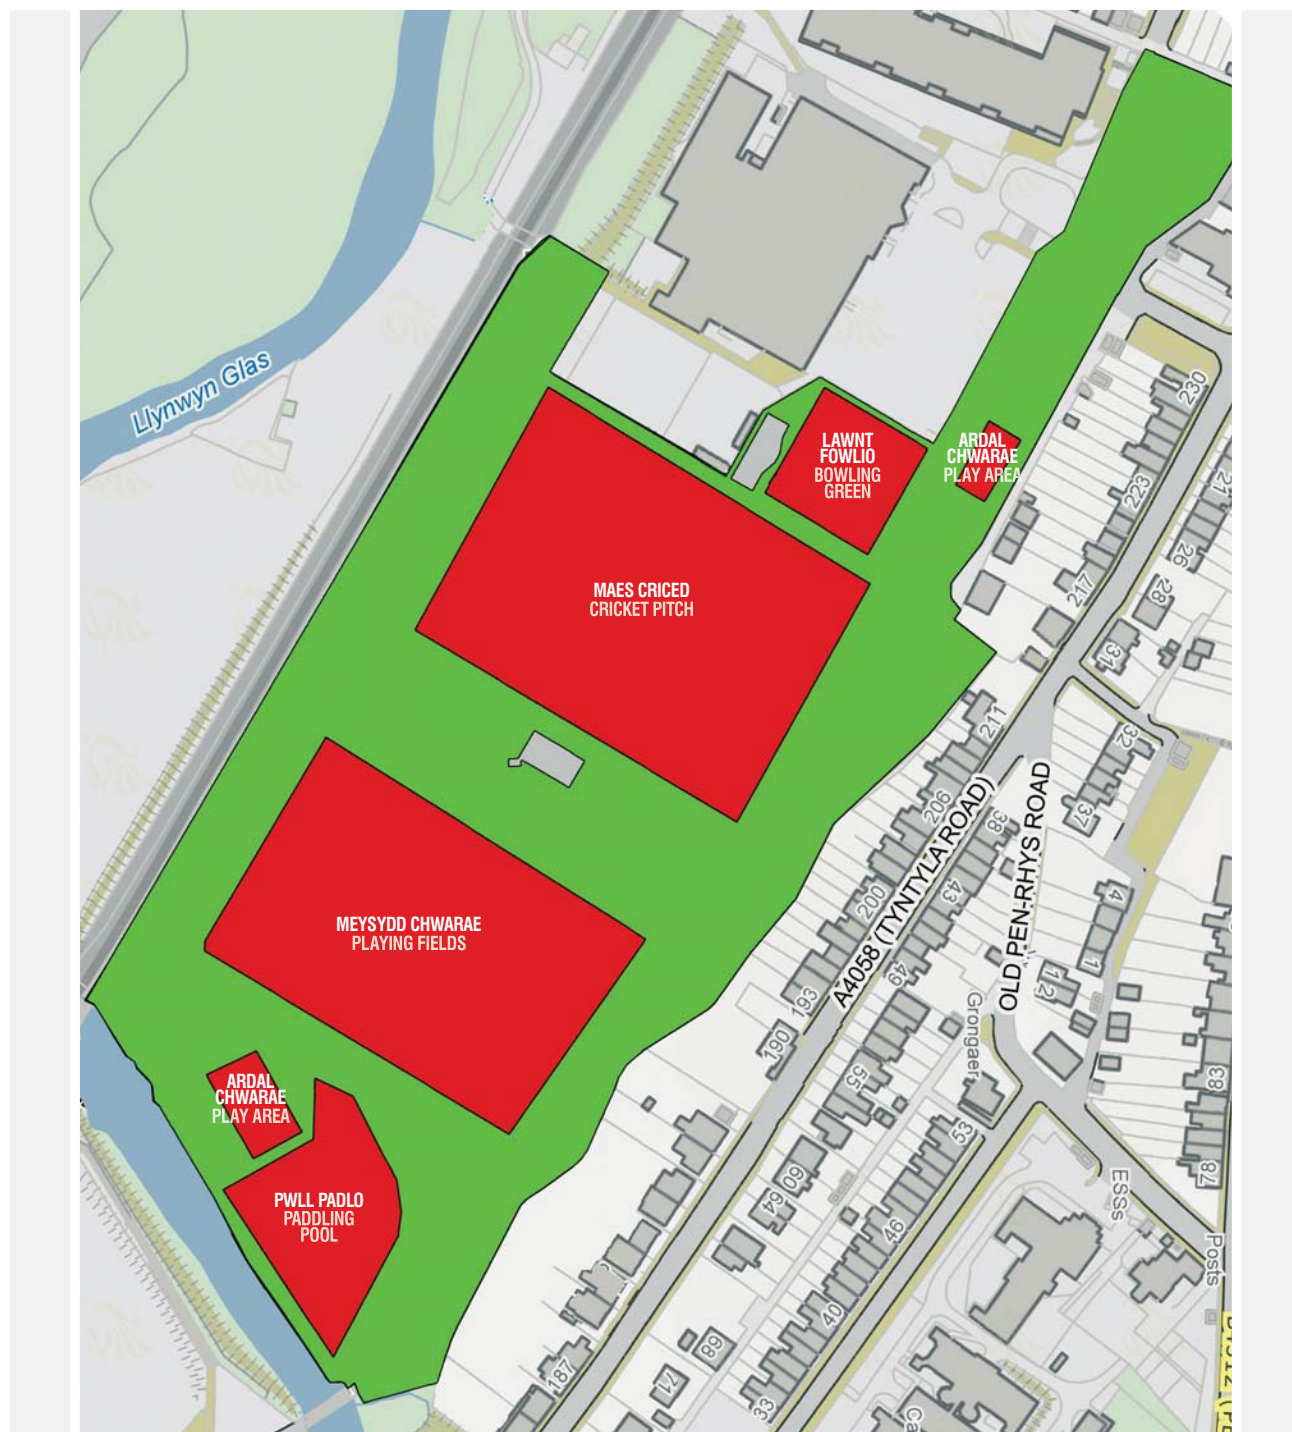 Llynwyn Glas
230
LAWNT
FOWLIO
BOWLING
GREEN
ARDAL
CHWARAE
PLAY AREA
223
21
26
MAES CRICED
CRICKET PITCH
217
28
31
211
32
206
37
38
A4058 (TYNTYLA ROAD)
OLD PEN-RHYS ROAD
200
43
4
MEYSYDD CHWARAE
PLAYING FIELDS
49
1
12
193
190
Grongaer
55
83
ARDAL
CHWARAE
PLAY AREA
53
60
64
78
ESSs
PWLL PADLO
PADDLING
POOL
46
Posts
40
68
187
71
33